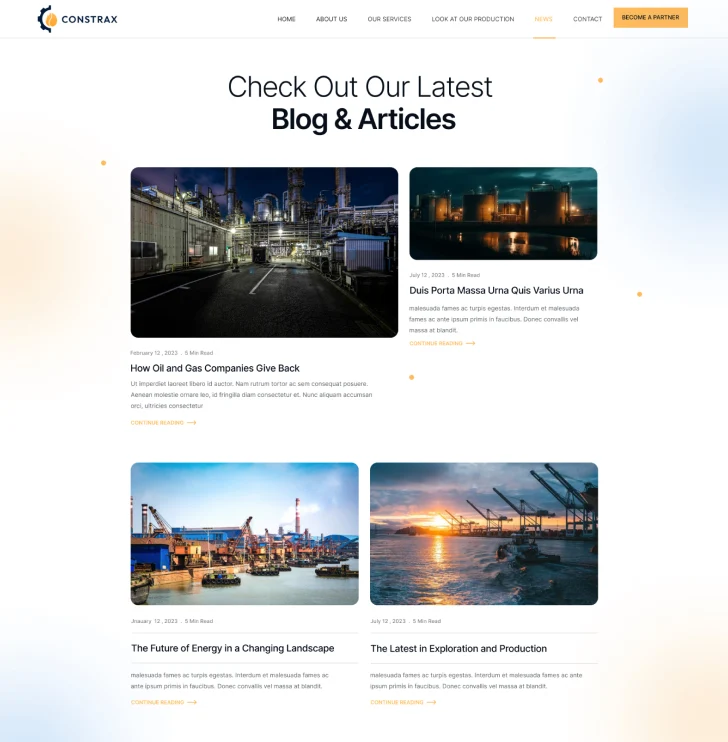 CONSTRAX
HOME
ABOUT US
OUR SERVICES
LOOK AT OUR PRODUCTION
NEWS
CONTACT
BECOME A PARTNER
Check Out Our Latest
Blog & Articles
February 12 , 2022 . 5 Min Read
How Oil and Gas Companies Give Back
Ut imperdiet laoreet libero id auctor. Nam rutrum tortor ac sem consequat posuere.
Aenean molestie ornare leo, id fringilla diam consectetur et. Nunc aliquam accumsan
orci, ultricies consectetur
CONTINUE READING
July 12 , 2023 . 5 Min Read
Duis Porta Massa Urna Quis Varius Urna
malesuada fames ac turpis egestas. Interdum et malesuada
fames ac ante ipsum primis in faucibus. Donec convallis vel
massa at blandit.
CONTINUE READING
Jnauary 12 , 2023 . 5 Min Read
The Future of Energy in a Changing Landscape
malesuada fames ac turpis egestas. Interdum et malesuada fames ac
ante ipsum primis in faucibus. Donec convallis vel massa at blandit.
CONTINUE READING
July 12 , 2023 . 5 Min Read
The Latest in Exploration and Production
malesuada fames ac turpis egestas. Interdum et malesuada fames ac ante
ipsum primis in faucibus. Donec convallis vel massa at blandit.
CONTINUE READING